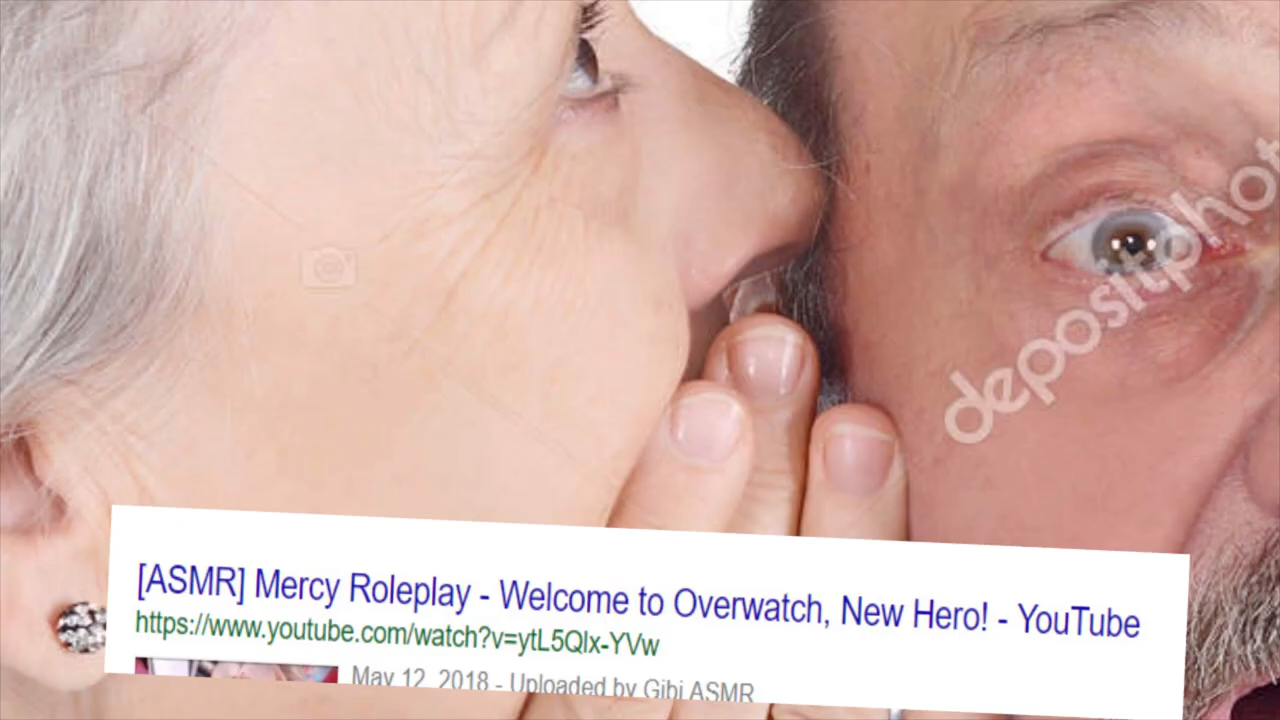 depositphot
[ASMR] Mercy Roleplay - Welcome to Overwatch, New Hero! - YouTube
https://www.youtube.com/watch?v=ytL5Qlx-YVw
May 12, 2018 - Uploaded by Gibi ASMR